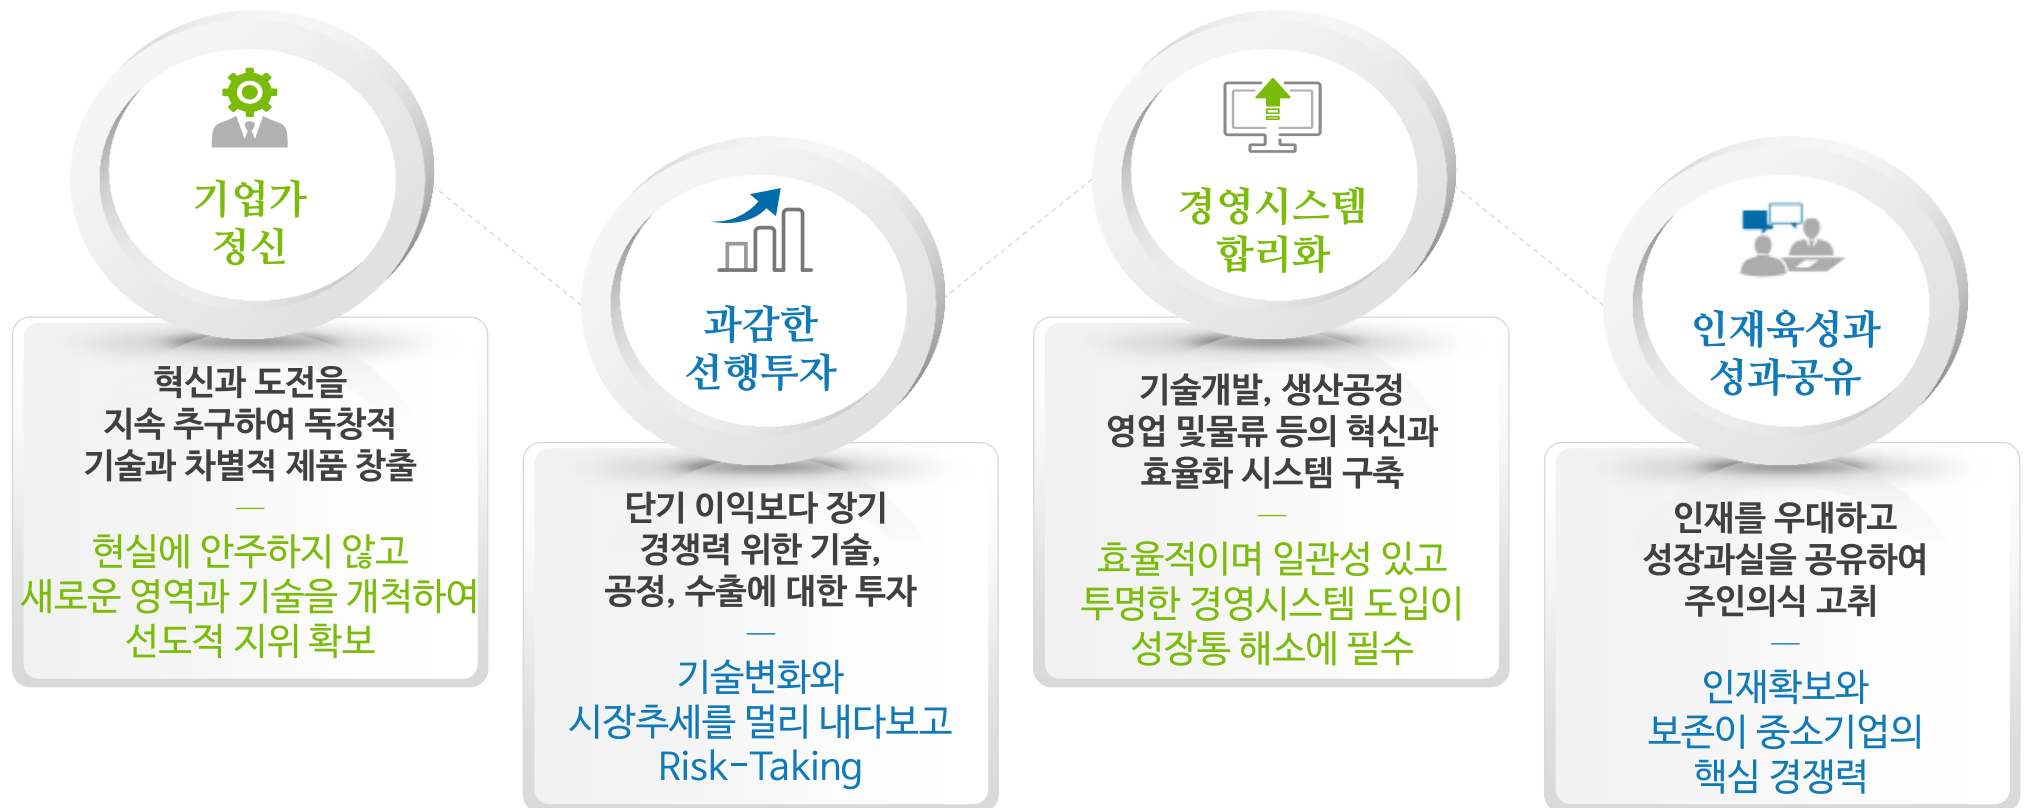 기업가
정신
혁신과 도전을
지속 추구하여 독창적
기술과 차별적 제품 창출
현실에 안주하지 않고
새로운 영역과 기술을 개척하여
선도적 지위 확보
과감한
선행투자
단기 이익보다 장기
경쟁력 위한 기술,
공정, 수출에 대한 투자
기술변화와
시장추세를 멀리 내다보고
Risk-Taking
경영시스템
합리화
기술개발, 생산공정
영업 및물류 등의 혁신과
효율화 시스템 구축
효율적이며 일관성 있고
투명한 경영시스템 도입이
성장통 해소에 필수
인재육성과
성과공유
인재를 우대하고
성장과실을 공유하여
주인의식 고취
인재확보와
보존이 중소기업의
핵심 경쟁력